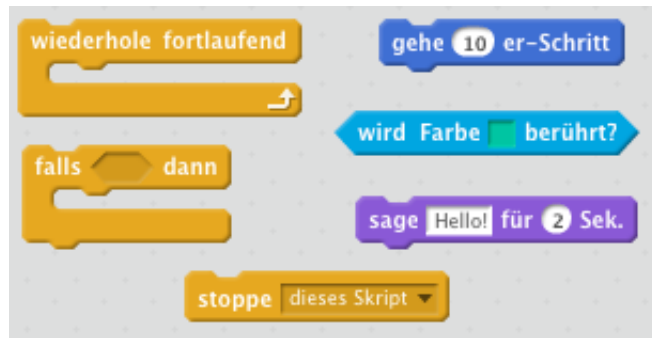 wiederhole fortlaufend
gehe 10 er-Schritt
wird Farbe berührt?
falls dann
sage Hello! für 2 Sek.
stoppe dieses Skript